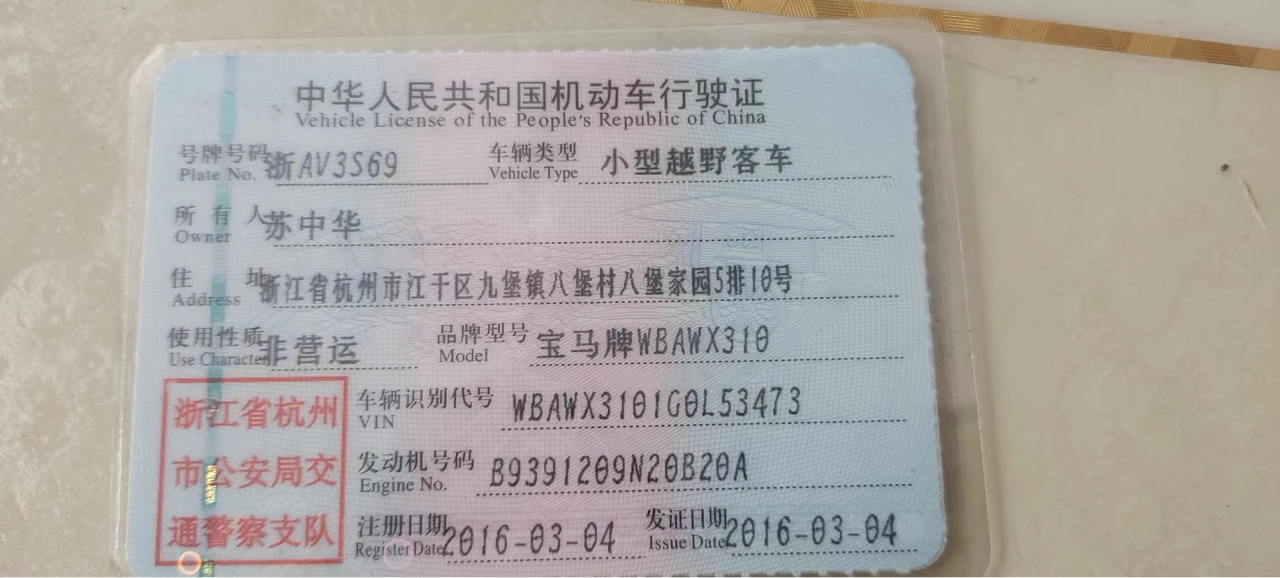 中华人民共和国机动车行驶证
Vehicle License of the People's Republic of China
号牌号码 浙AV3S69 车辆类型 小型越野客车
Plate No. Vehicle Type
所有人 苏中华
Owner
住址 浙江省杭州市江干区九堡镇八堡村八堡家园5排10号
Address
使用性质 非营运 品牌型号 宝马牌WBAWX310
Use Character Model
浙江省杭州
市公安局交
通警察支队
车辆识别代号 WBAWX3101G0L53473
VIN
发动机号码 B9391209N20B20A
Engine No.
注册日期 2016-03-04 发证日期 2016-03-04
Register Date Issue Date